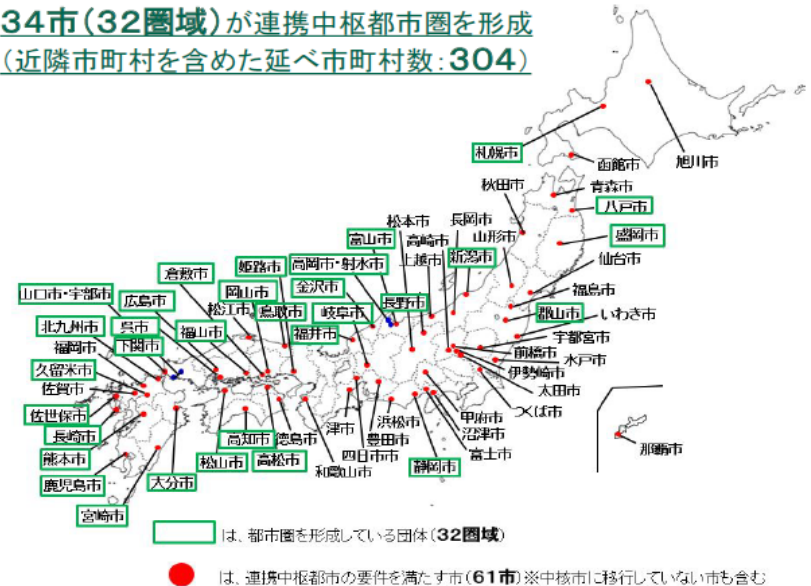 34市(32圏域)が連携中枢都市圏を形成
(近隣市町村を含めた延べ市町村数:304)
札幌市
函館市
旭川市
秋田市
青森市
八戸市
松本市
長岡市
高崎市
山形市
盛岡市
富山市
上越市
新潟市
仙台市
倉敷市
姫路市
高岡市・射水市
福島市
山口市・宇部市
広島市
岡山市
金沢市
長野市
郡山市
いわき市
松江市
鳥取市
岐阜市
北九州市
呉市
福山市
福井市
宇都宮市
福岡市
下関市
前橋市
水戸市
久留米市
伊勢崎市
佐賀市
太田市
佐世保市
甲府市
つくば市
長崎市
高知市
徳島市
津市
浜松市
沼津市
豊田市
熊本市
松山市
高松市
四日市市
富士市
那覇市
鹿児島市
大分市
和歌山市
静岡市
宮崎市
は、都市圏を形成している団体(32圏域)
は、連携中枢都市の要件を満たす市(61市)※中核市に移行していない市も含む